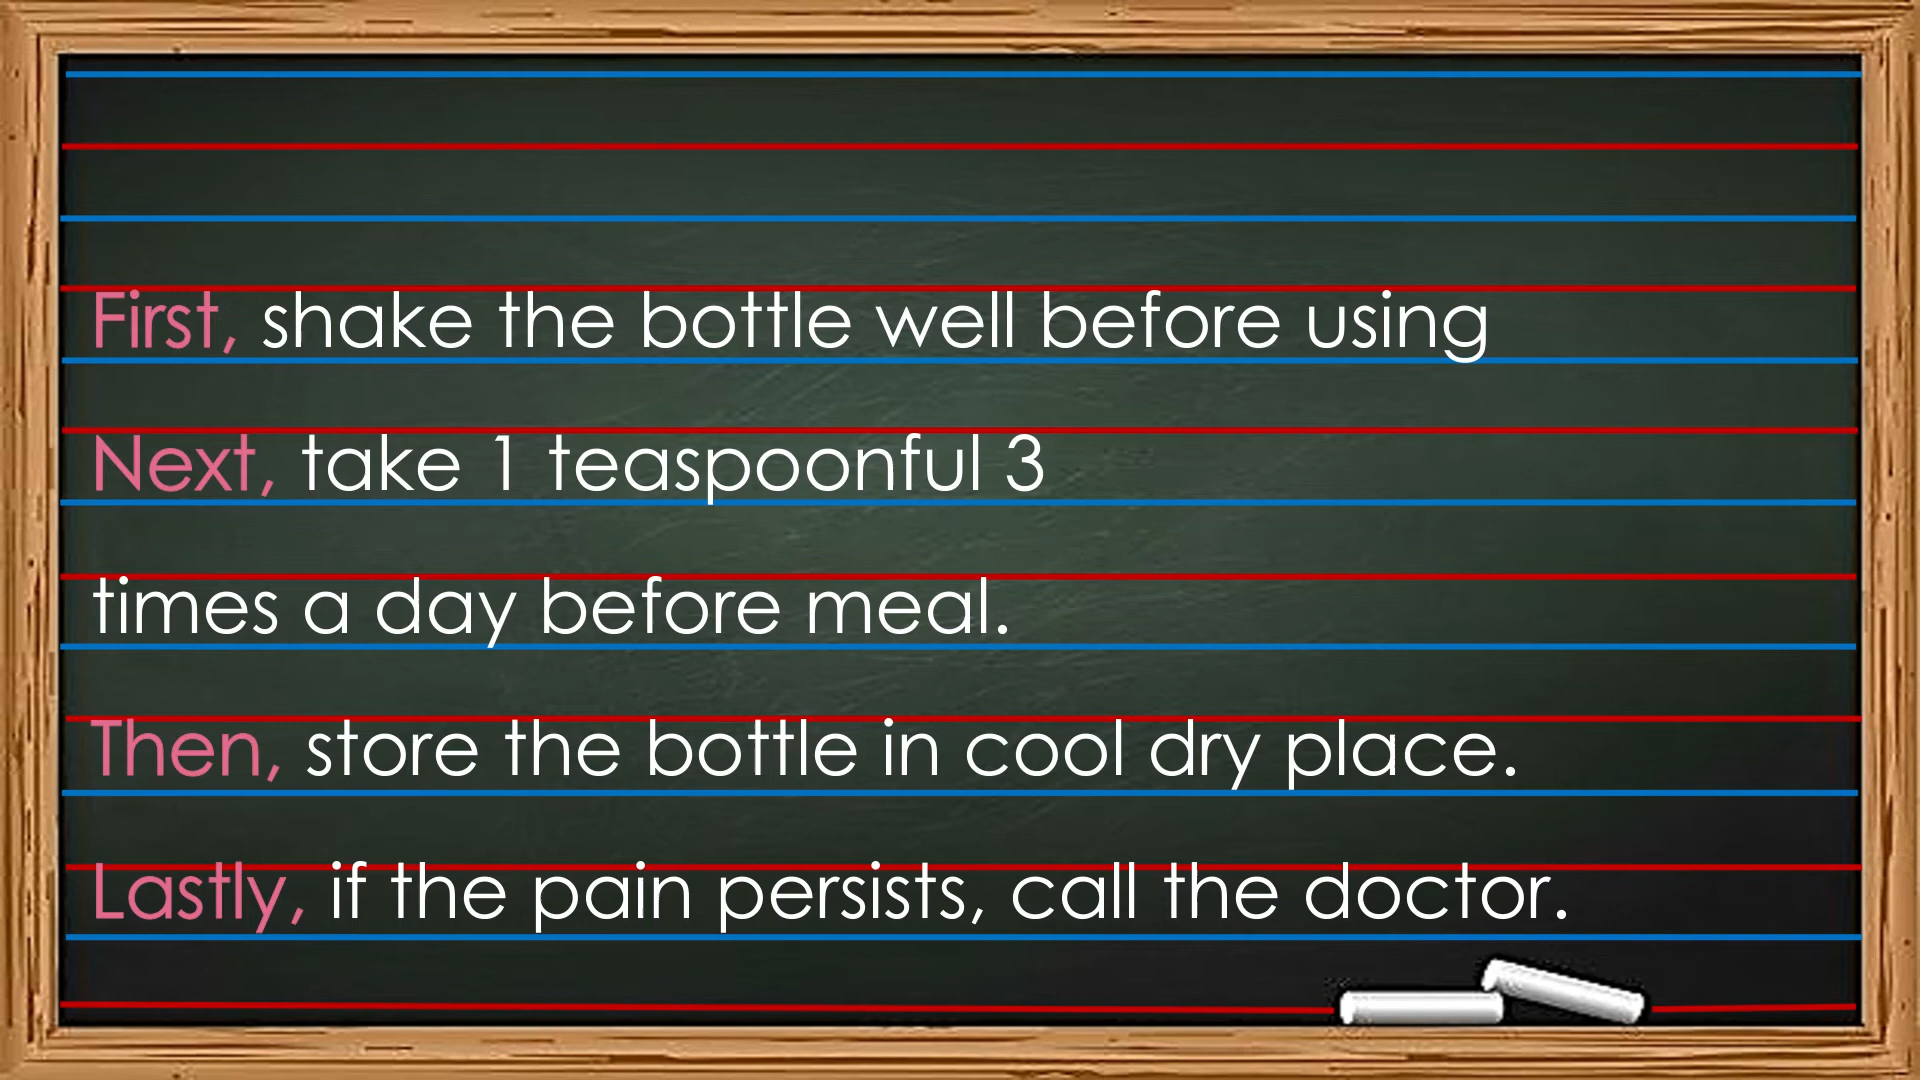 First, shake the bottle well before using
Next, take 1 teaspoonful 3
times a day before meal.
Then, store the bottle in cool dry place.
Lastly, if the pain persists, call the doctor.